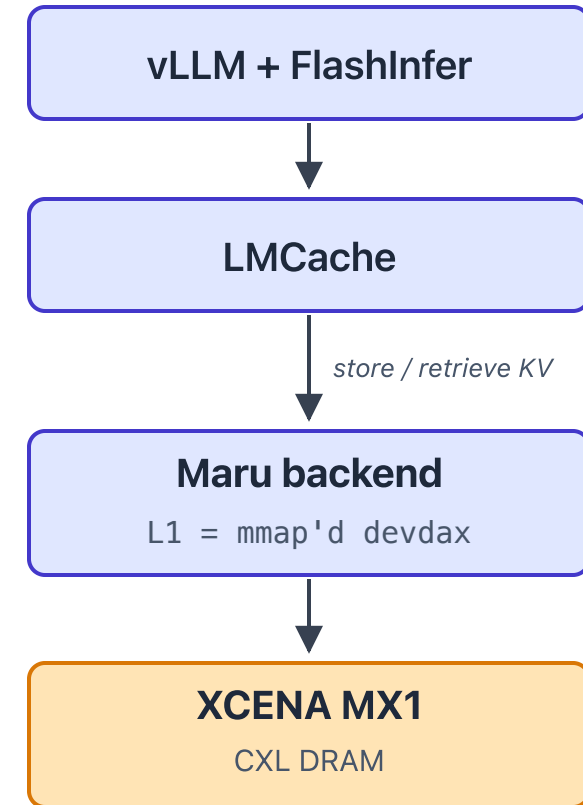 vLLM + FlashInfer
LMCache
store / retrieve KV
Maru backend
L1 = mmap'd devdax
XCENA MX1
CXL DRAM